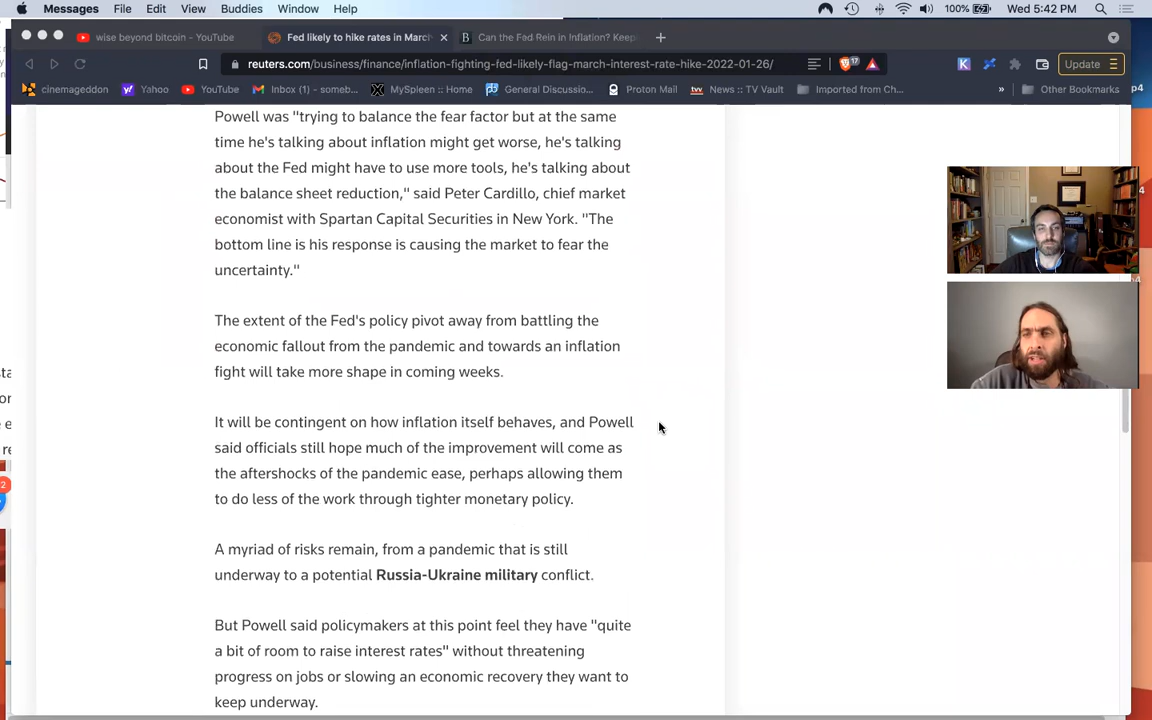 Messages File Edit View Buddies Window Help 100% Wed 5:42 PM
wise beyond bitcoin - YouTube Fed likely to hike rates in March Can the Fed Rein in Inflation? Keep
reuters.com/business/finance/inflation-fighting-fed-likely-flag-march-interest-rate-hike-2022-01-26/ 17 K Update
cinemageddon Yahoo YouTube Inbox (1) - someb... MySpleen :: Home General Discussio... Proton Mail tvv News :: TV Vault Imported from Ch... » Other Bookmarks p4
Powell was "trying to balance the fear factor but at the same
time he's talking about inflation might get worse, he's talking
about the Fed might have to use more tools, he's talking about
the balance sheet reduction," said Peter Cardillo, chief market
economist with Spartan Capital Securities in New York. "The
bottom line is his response is causing the market to fear the
uncertainty."
The extent of the Fed's policy pivot away from battling the
economic fallout from the pandemic and towards an inflation
fight will take more shape in coming weeks.
It will be contingent on how inflation itself behaves, and Powell
said officials still hope much of the improvement will come as
the aftershocks of the pandemic ease, perhaps allowing them
to do less of the work through tighter monetary policy.
A myriad of risks remain, from a pandemic that is still
underway to a potential Russia-Ukraine military conflict.
But Powell said policymakers at this point feel they have "quite
a bit of room to raise interest rates" without threatening
progress on jobs or slowing an economic recovery they want to
keep underway.